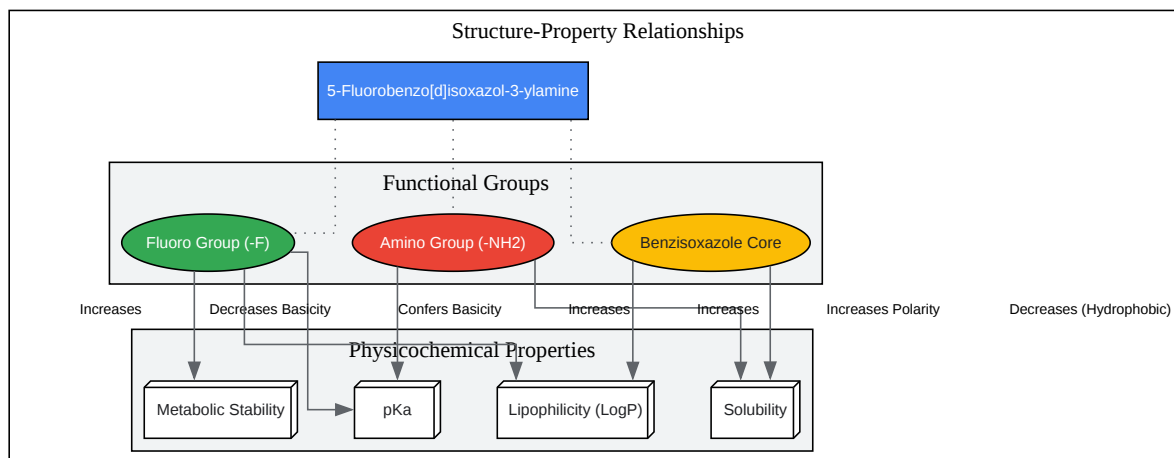 Structure-Property Relationships
5-Fluorobenzo[d]isoxazol-3-ylamine
Functional Groups
Fluoro Group (-F)
Amino Group (-NH2)
Benzisoxazole Core
Increases
Decreases Basicity
Confers Basicity
Increases
Increases
Increases Polarity
Decreases (Hydrophobic)
Physicochemical Properties
Metabolic Stability
pKa
Lipophilicity (LogP)
Solubility